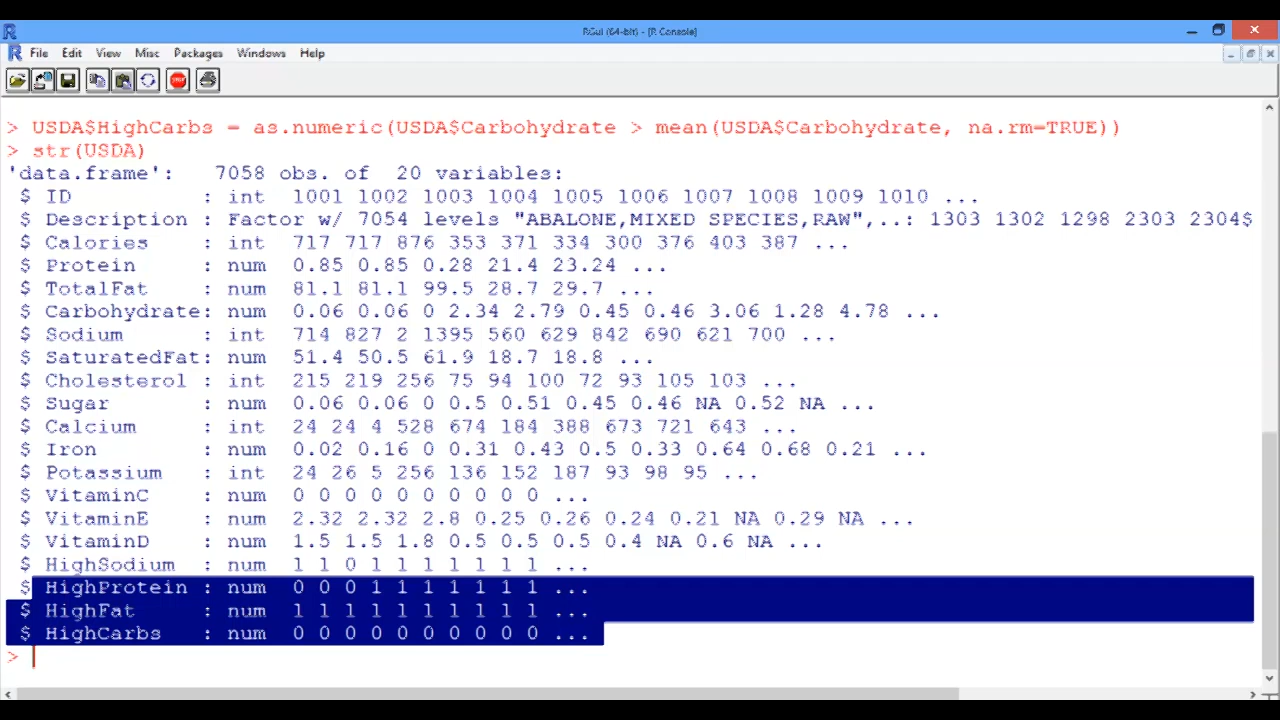 RGui (64-bit) - [R Console]
File Edit View Misc Packages Windows Help
STOP
> USDA$HighCarbs = as.numeric(USDA$Carbohydrate > mean(USDA$Carbohydrate, na.rm=TRUE))
> str(USDA)
'data.frame':   7058 obs. of  20 variables:
 $ ID           : int  1001 1002 1003 1004 1005 1006 1007 1008 1009 1010 ...
 $ Description : Factor w/ 7054 levels "ABALONE,MIXED SPECIES,RAW",..: 1303 1302 1298 2303 2304$
 $ Calories     : int  717 717 876 353 371 334 300 376 403 387 ...
 $ Protein      : num  0.85 0.85 0.28 21.4 23.24 ...
 $ TotalFat     : num  81.1 81.1 99.5 28.7 29.7 ...
 $ Carbohydrate: num  0.06 0.06 0 2.34 2.79 0.45 0.46 3.06 1.28 4.78 ...
 $ Sodium       : int  714 827 2 1395 560 629 842 690 621 700 ...
 $ SaturatedFat: num  51.4 50.5 61.9 18.7 18.8 ...
 $ Cholesterol : int  215 219 256 75 94 100 72 93 105 103 ...
 $ Sugar        : num  0.06 0.06 0 0.5 0.51 0.45 0.46 NA 0.52 NA ...
 $ Calcium      : int  24 24 4 528 674 184 388 673 721 643 ...
 $ Iron         : num  0.02 0.16 0 0.31 0.43 0.5 0.33 0.64 0.68 0.21 ...
 $ Potassium    : int  24 26 5 256 136 152 187 93 98 95 ...
 $ VitaminC     : num  0 0 0 0 0 0 0 0 0 0 ...
 $ VitaminE     : num  2.32 2.32 2.8 0.25 0.26 0.24 0.21 NA 0.29 NA ...
 $ VitaminD     : num  1.5 1.5 1.8 0.5 0.5 0.5 0.4 NA 0.6 NA ...
 $ HighSodium   : num  1 1 0 1 1 1 1 1 1 1 ...
 $ HighProtein : num  0 0 0 1 1 1 1 1 1 1 ...
 $ HighFat      : num  1 1 1 1 1 1 1 1 1 1 ...
 $ HighCarbs    : num  0 0 0 0 0 0 0 0 0 0 ...
>